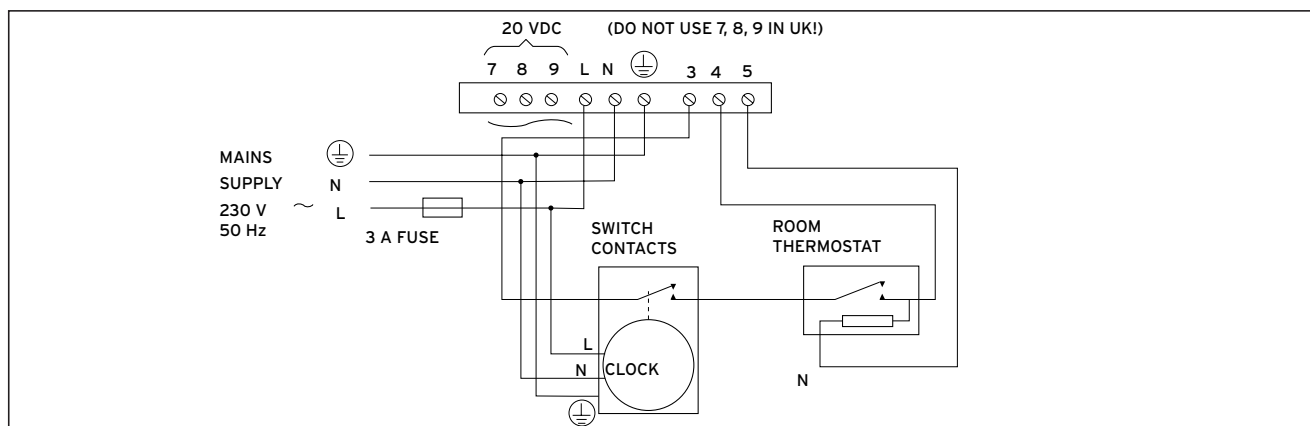 20 VDC (DO NOT USE 7, 8, 9 IN UK!)
7 8 9 L N 3 4 5
MAINS
SUPPLY N
230 V ~ L
50 Hz
3 A FUSE
SWITCH
CONTACTS
ROOM
THERMOSTAT
L
N CLOCK
N